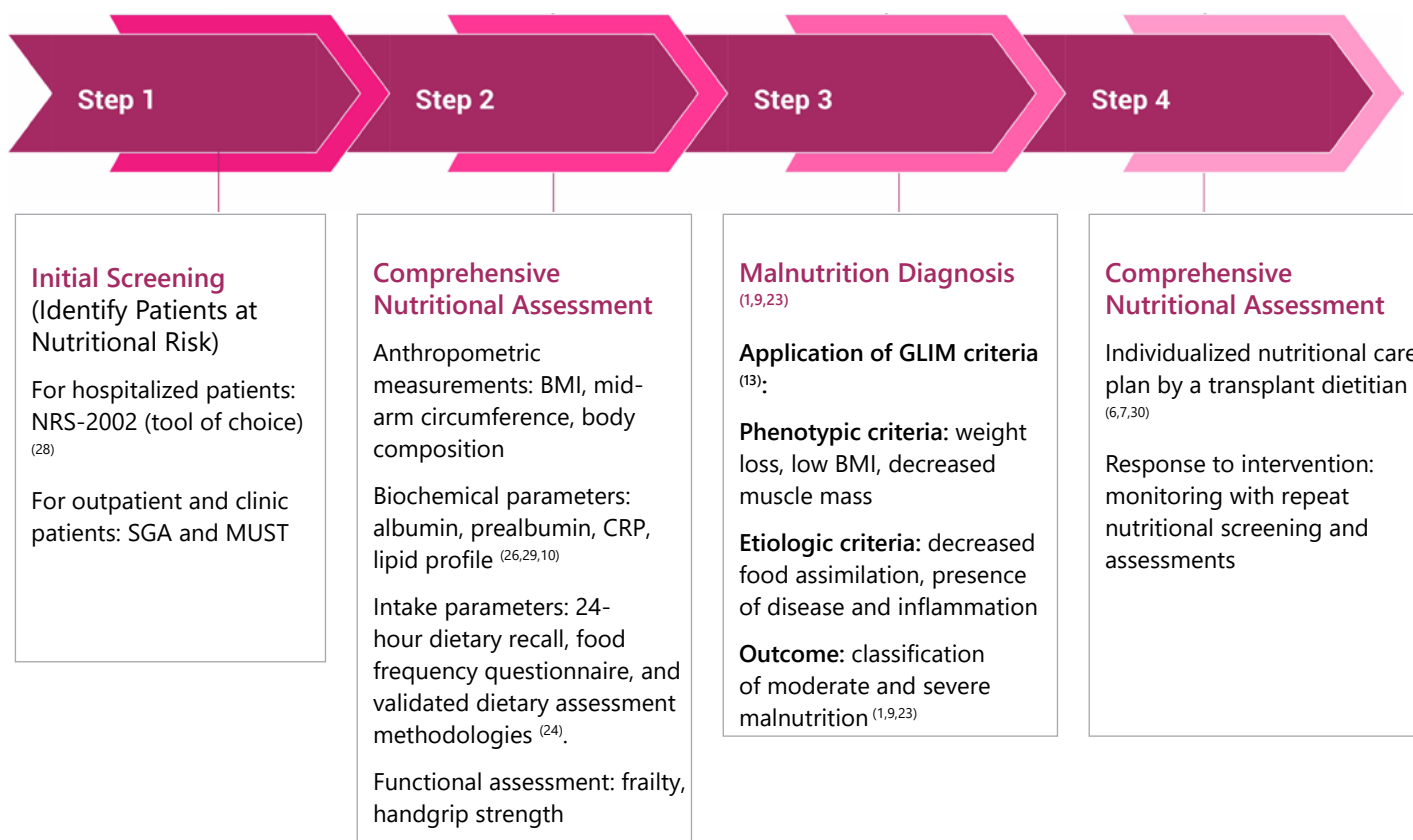 Step 1
Step 2
Step 3
Step 4
Initial Screening
(Identify Patients at
Nutritional Risk)
For hospitalized patients:
NRS-2002 (tool of choice)
(28)
For outpatient and clinic
patients: SGA and MUST
Comprehensive
Nutritional Assessment
Anthropometric
measurements: BMI, mid-
arm circumference, body
composition
Biochemical parameters:
albumin, prealbumin, CRP,
lipid profile (26,29,10)
Intake parameters: 24-
hour dietary recall, food
frequency questionnaire, and
validated dietary assessment
methodologies (24).
Functional assessment: frailty,
handgrip strength
Malnutrition Diagnosis
(1,9,23)
Application of GLIM criteria
(13):
Phenotypic criteria: weight
loss, low BMI, decreased
muscle mass
Etiologic criteria: decreased
food assimilation, presence
of disease and inflammation
Outcome: classification
of moderate and severe
malnutrition (1,9,23)
Comprehensive
Nutritional Assessment
Individualized nutritional care
plan by a transplant dietitian
(6,7,30)
Response to intervention:
monitoring with repeat
nutritional screening and
assessments